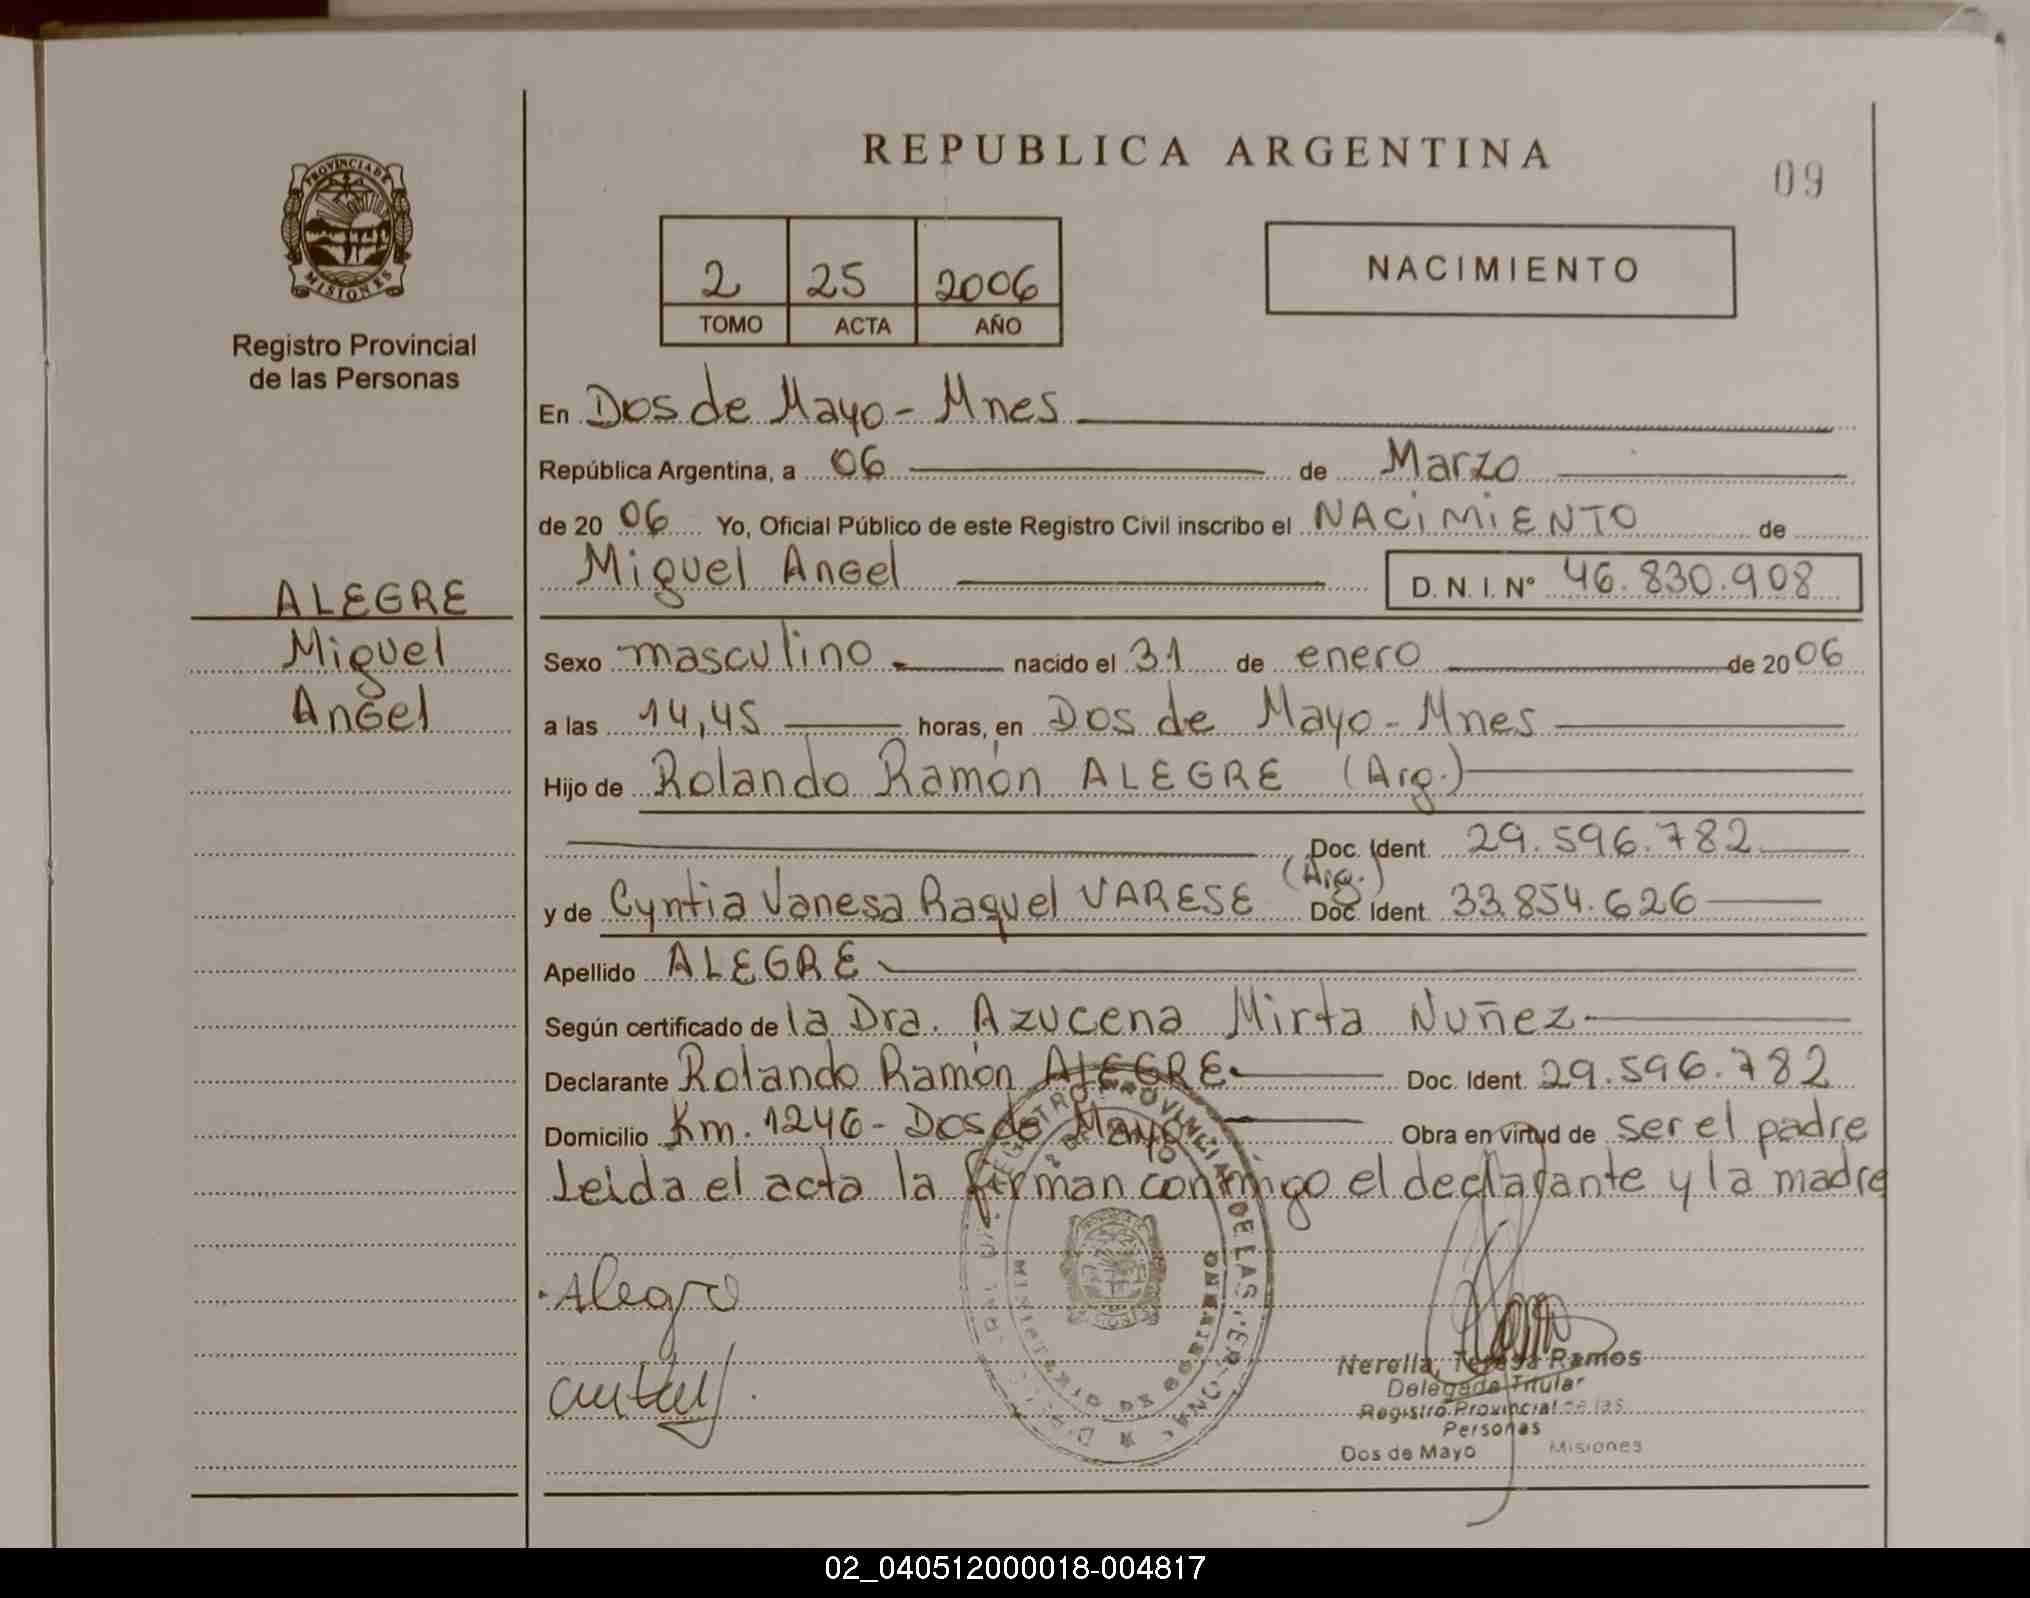 REPUBLICA ARGENTINA
09
PROVINCIA DE
MISIONES
Registro Provincial
de las Personas
2 25 2006
TOMO ACTA AÑO
NACIMIENTO
En Dos de Mayo - Mnes
República Argentina, a 06 de Marzo
de 20 06 Yo, Oficial Público de este Registro Civil inscribo el NACIMIENTO de
Miguel Angel D. N. I. N° 46.830.908
ALEGRE
Miguel
Angel
Sexo masculino nacido el 31 de enero de 20 06
a las 14,45 horas, en Dos de Mayo - Mnes
Hijo de Rolando Ramón ALEGRE (Arg.)
Doc. Ident. 29.596.782
y de Cyntia Vanesa Raquel VARESE (Arg.) Doc. Ident. 33.854.626
Apellido ALEGRE
Según certificado de la Dra. Azucena Mirta Nuñez
Declarante Rolando Ramón ALEGRE Doc. Ident. 29.596.782
Domicilio Km. 1246 - Dos de Mayo Obra en virtud de ser el padre
Leida el acta la firman conmigo el declarante y la madre
Alegre
Nerella, Teresa Ramos
Delegada Titular
Registro Provincial de las
Personas
Dos de Mayo Misiones
02_040512000018-004817